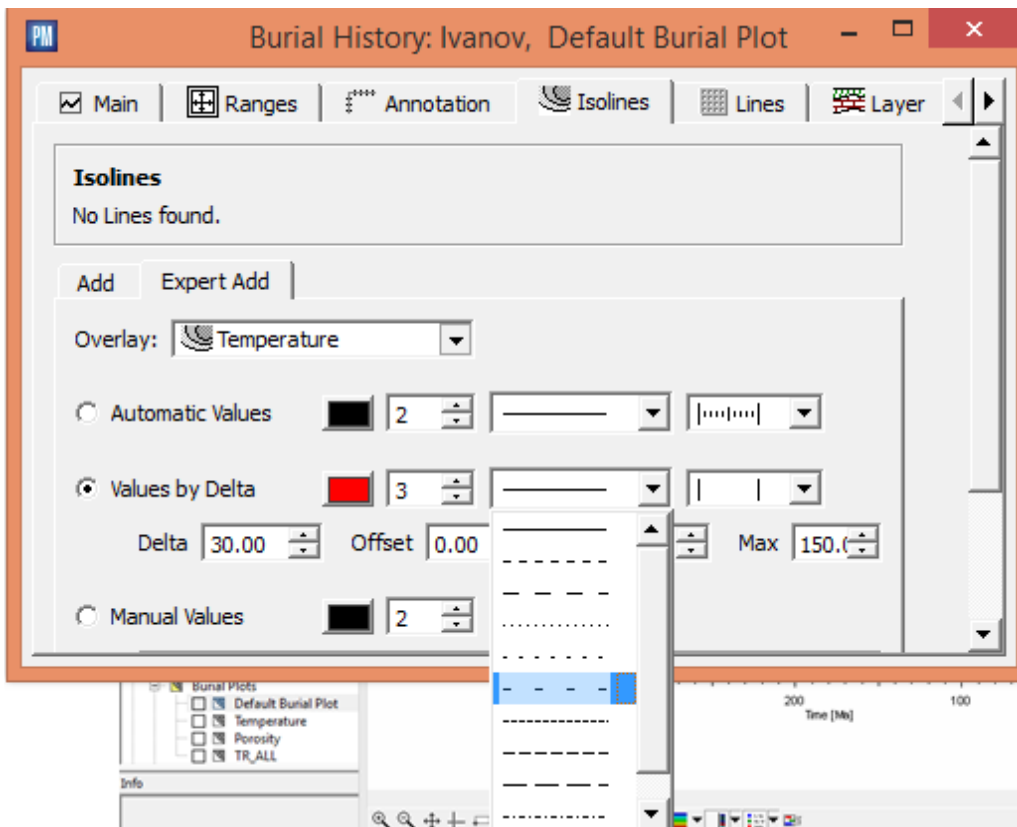 PM Burial History: Ivanov, Default Burial Plot
Main Ranges Annotation Isolines Lines Layer
Isolines
No Lines found.
Add Expert Add
Overlay: Temperature
Automatic Values 2
Values by Delta 3
Delta 30.00 Offset 0.00 Max 150.
Manual Values 2
Burial Plots
Default Burial Plot
Temperature
Porosity
TR_ALL
200 100
Time [Ma]
Info